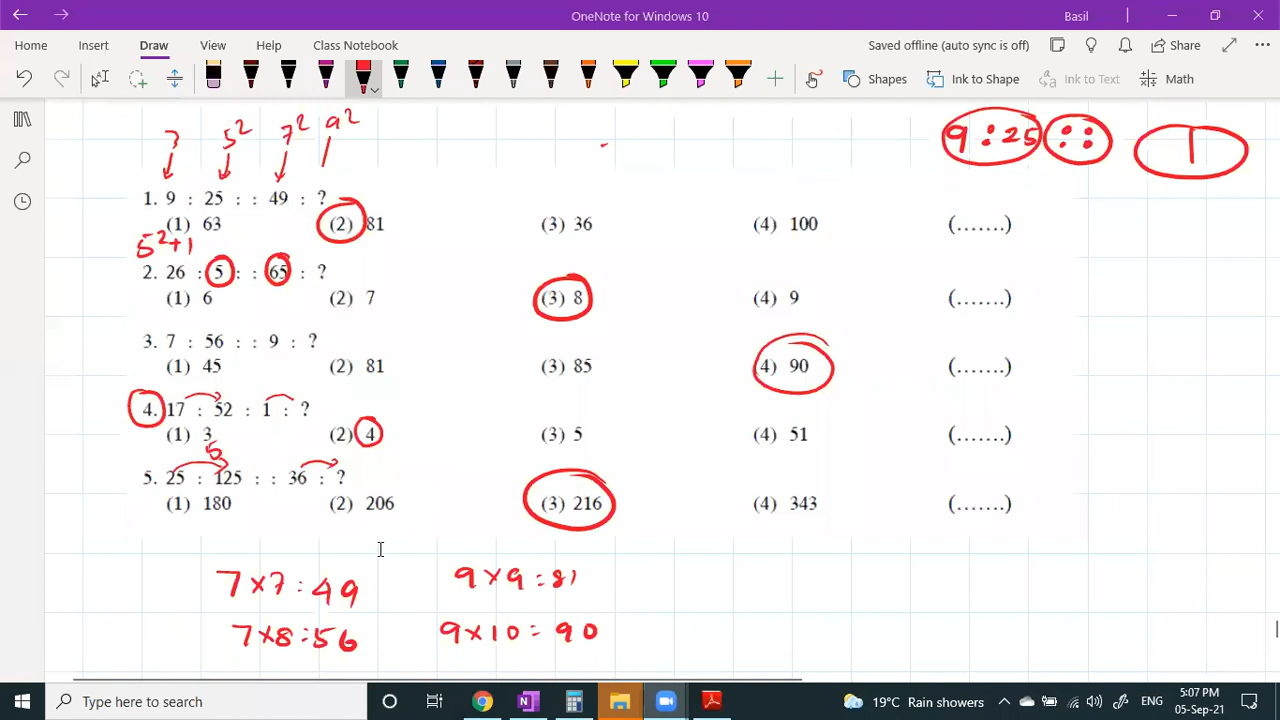 OneNote for Windows 10
Basil
Home Insert Draw View Help Class Notebook
Saved offline (auto sync is off)
Share
Shapes
Ink to Shape
Ink to Text
Math
5² 7² 9²
9 : 25 : :
1. 9 : 25 : : 49 : ?
(1) 63 (2) 81 (3) 36 (4) 100 (.......)
5²+1
2. 26 : 5 : : 65 : ?
(1) 6 (2) 7 (3) 8 (4) 9 (.......)
3. 7 : 56 : : 9 : ?
(1) 45 (2) 81 (3) 85 (4) 90 (.......)
4. 17 : 52 : 1 : ?
(1) 3 (2) 4 (3) 5 (4) 51 (.......)
5
5. 25 : 125 : : 36 : ?
(1) 180 (2) 206 (3) 216 (4) 343 (.......)
7×7=49 9×9=81
7×8=56 9×10=90
Type here to search
19°C Rain showers
ENG
5:07 PM
05-Sep-21